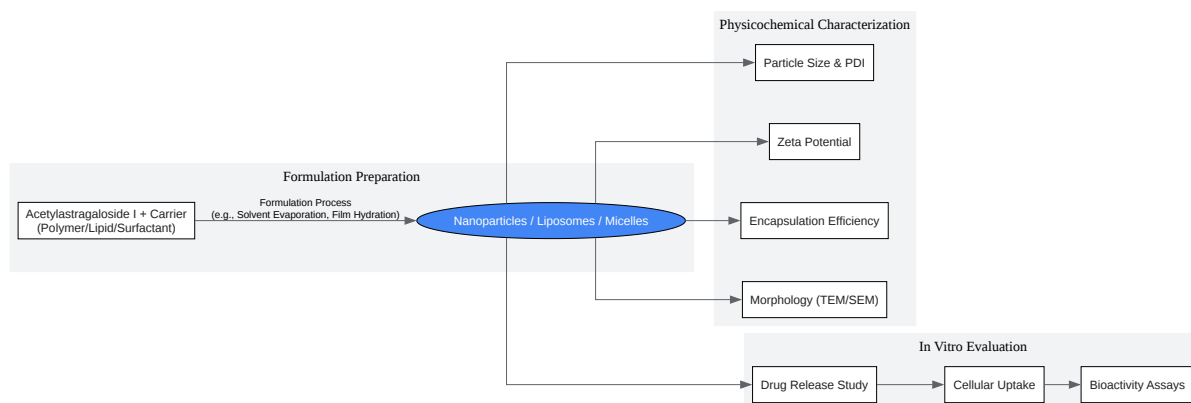 Physicochemical Characterization
Particle Size & PDI
Zeta Potential
Formulation Preparation
Formulation Process
(e.g., Solvent Evaporation, Film Hydration)
Acetylastragaloside I + Carrier
(Polymer/Lipid/Surfactant)
Nanoparticles / Liposomes / Micelles
Encapsulation Efficiency
Morphology (TEM/SEM)
In Vitro Evaluation
Drug Release Study
Cellular Uptake
Bioactivity Assays